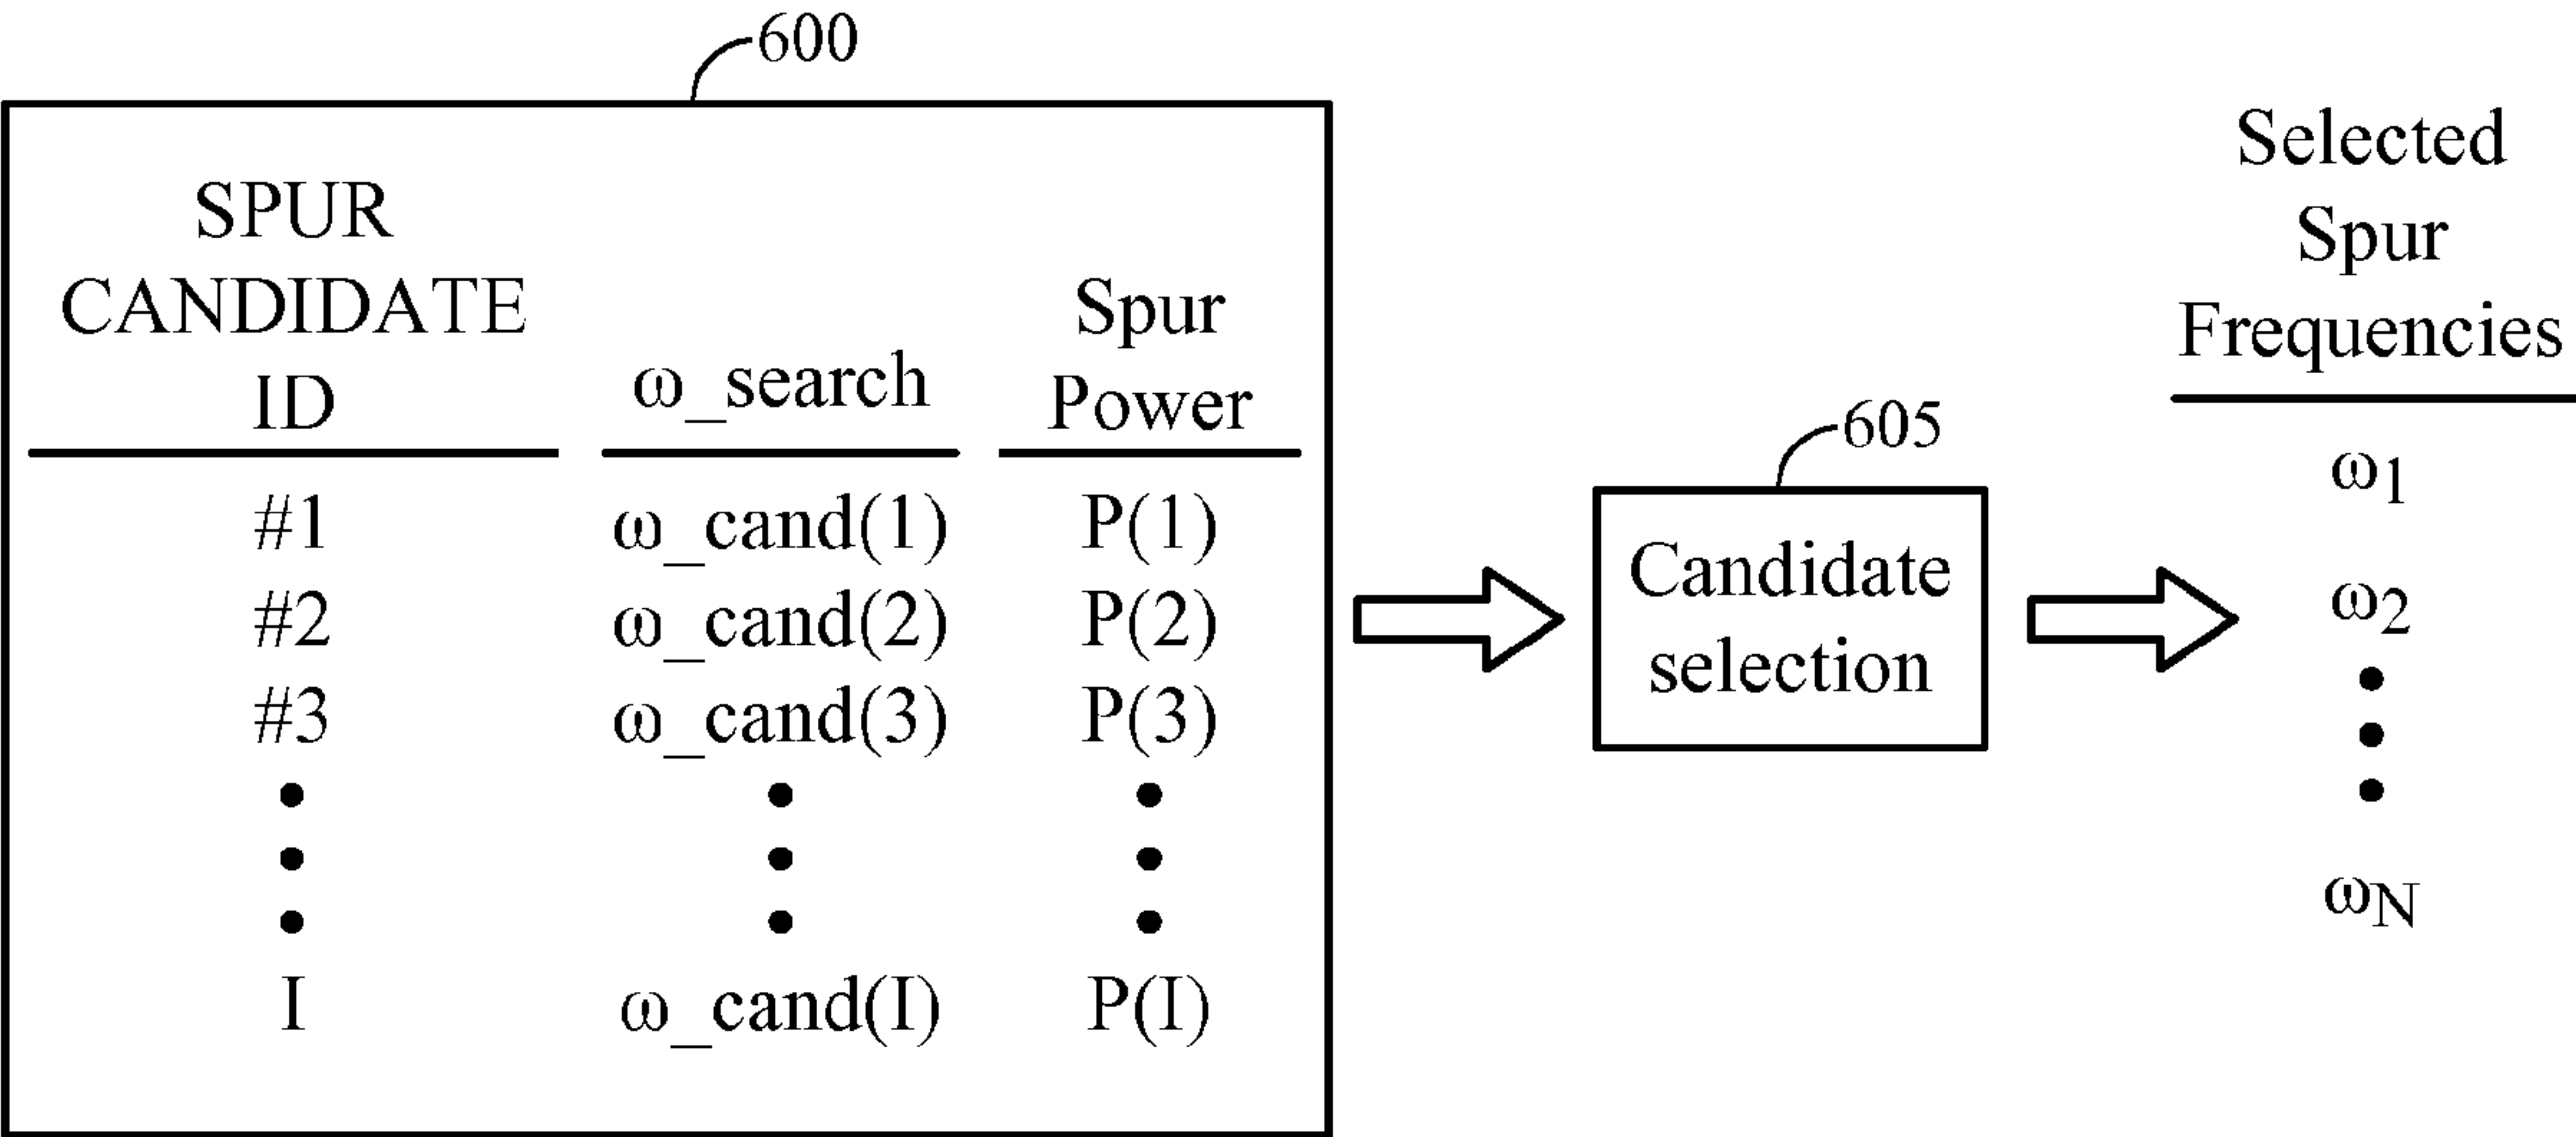 600
SPUR
CANDIDATE
ID
ω_search
Spur
Power
#1 ω_cand(1) P(1)
#2 ω_cand(2) P(2)
#3 ω_cand(3) P(3)
I ω_cand(I) P(I)
605
Candidate
selection
Selected
Spur
Frequencies
ω1
ω2
ωN